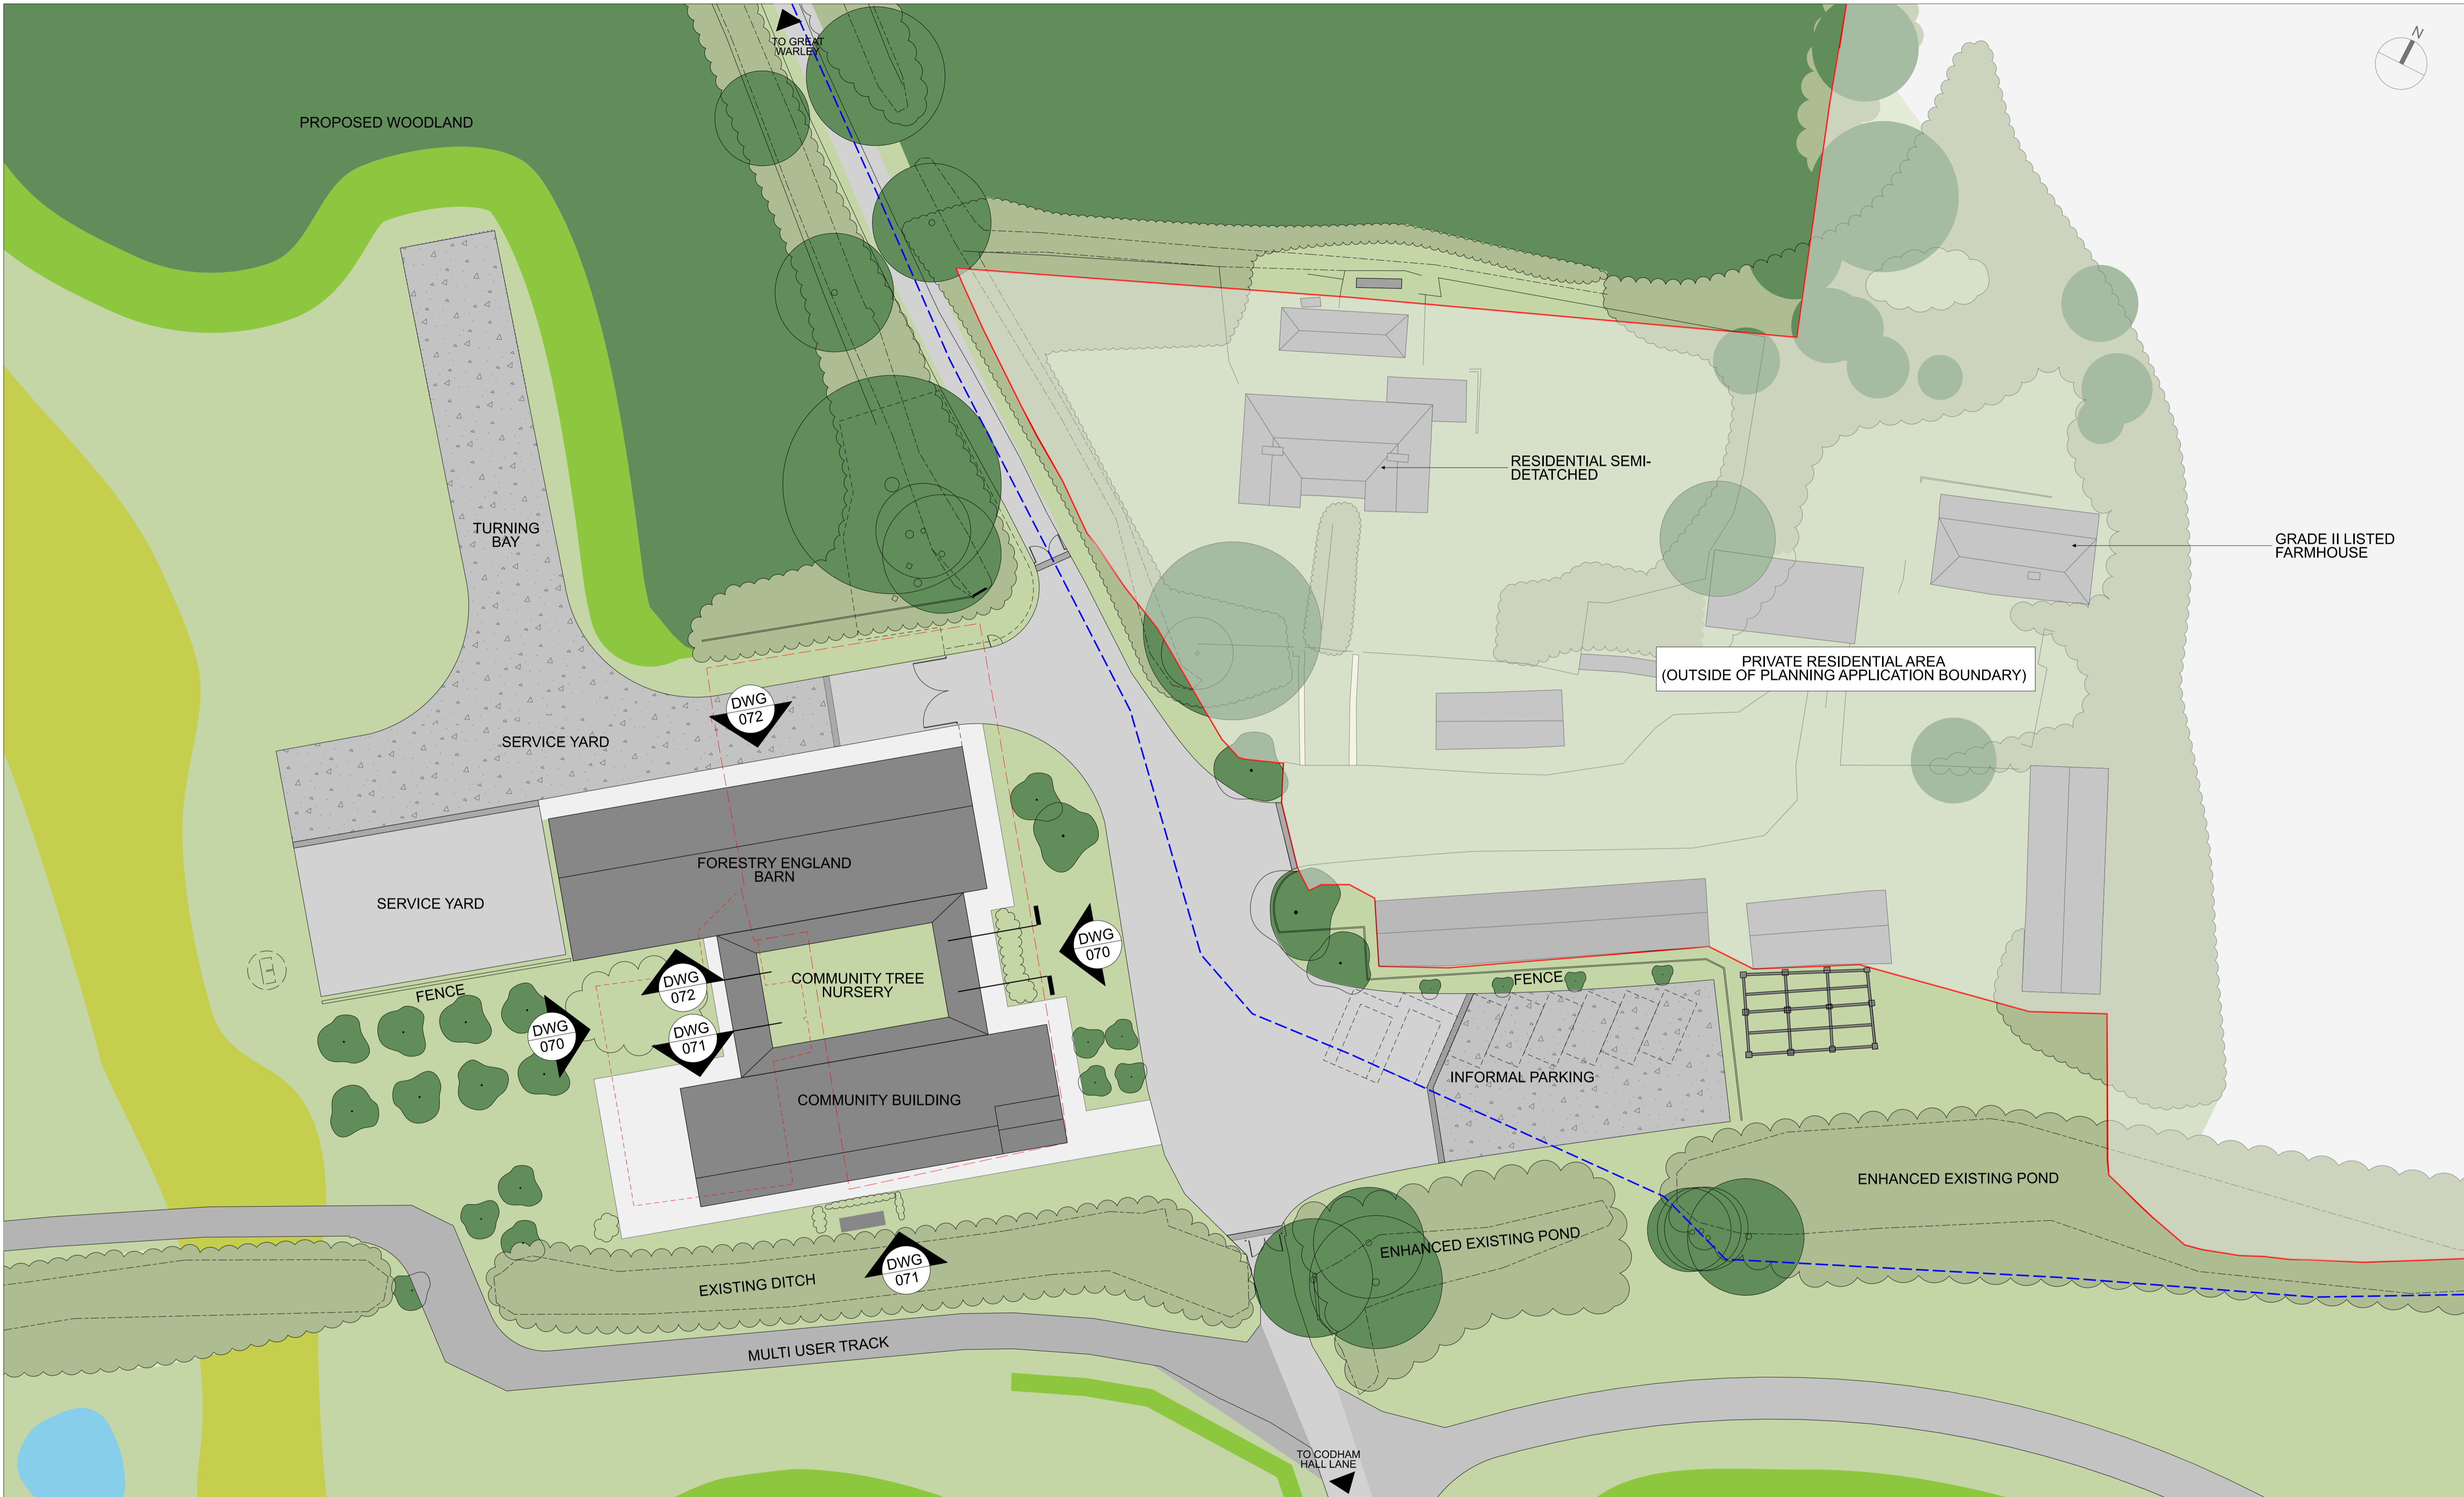 TO GREAT
WARLEY
N
PROPOSED WOODLAND
RESIDENTIAL SEMI-
DETATCHED
TURNING
BAY
GRADE II LISTED
FARMHOUSE
PRIVATE RESIDENTIAL AREA
(OUTSIDE OF PLANNING APPLICATION BOUNDARY)
DWG
072
SERVICE YARD
FORESTRY ENGLAND
BARN
SERVICE YARD
DWG
070
E
FENCE
DWG
072
COMMUNITY TREE
NURSERY
FENCE
DWG
070
DWG
071
INFORMAL PARKING
COMMUNITY BUILDING
ENHANCED EXISTING POND
ENHANCED EXISTING POND
DWG
071
EXISTING DITCH
MULTI USER TRACK
TO CODHAM
HALL LANE